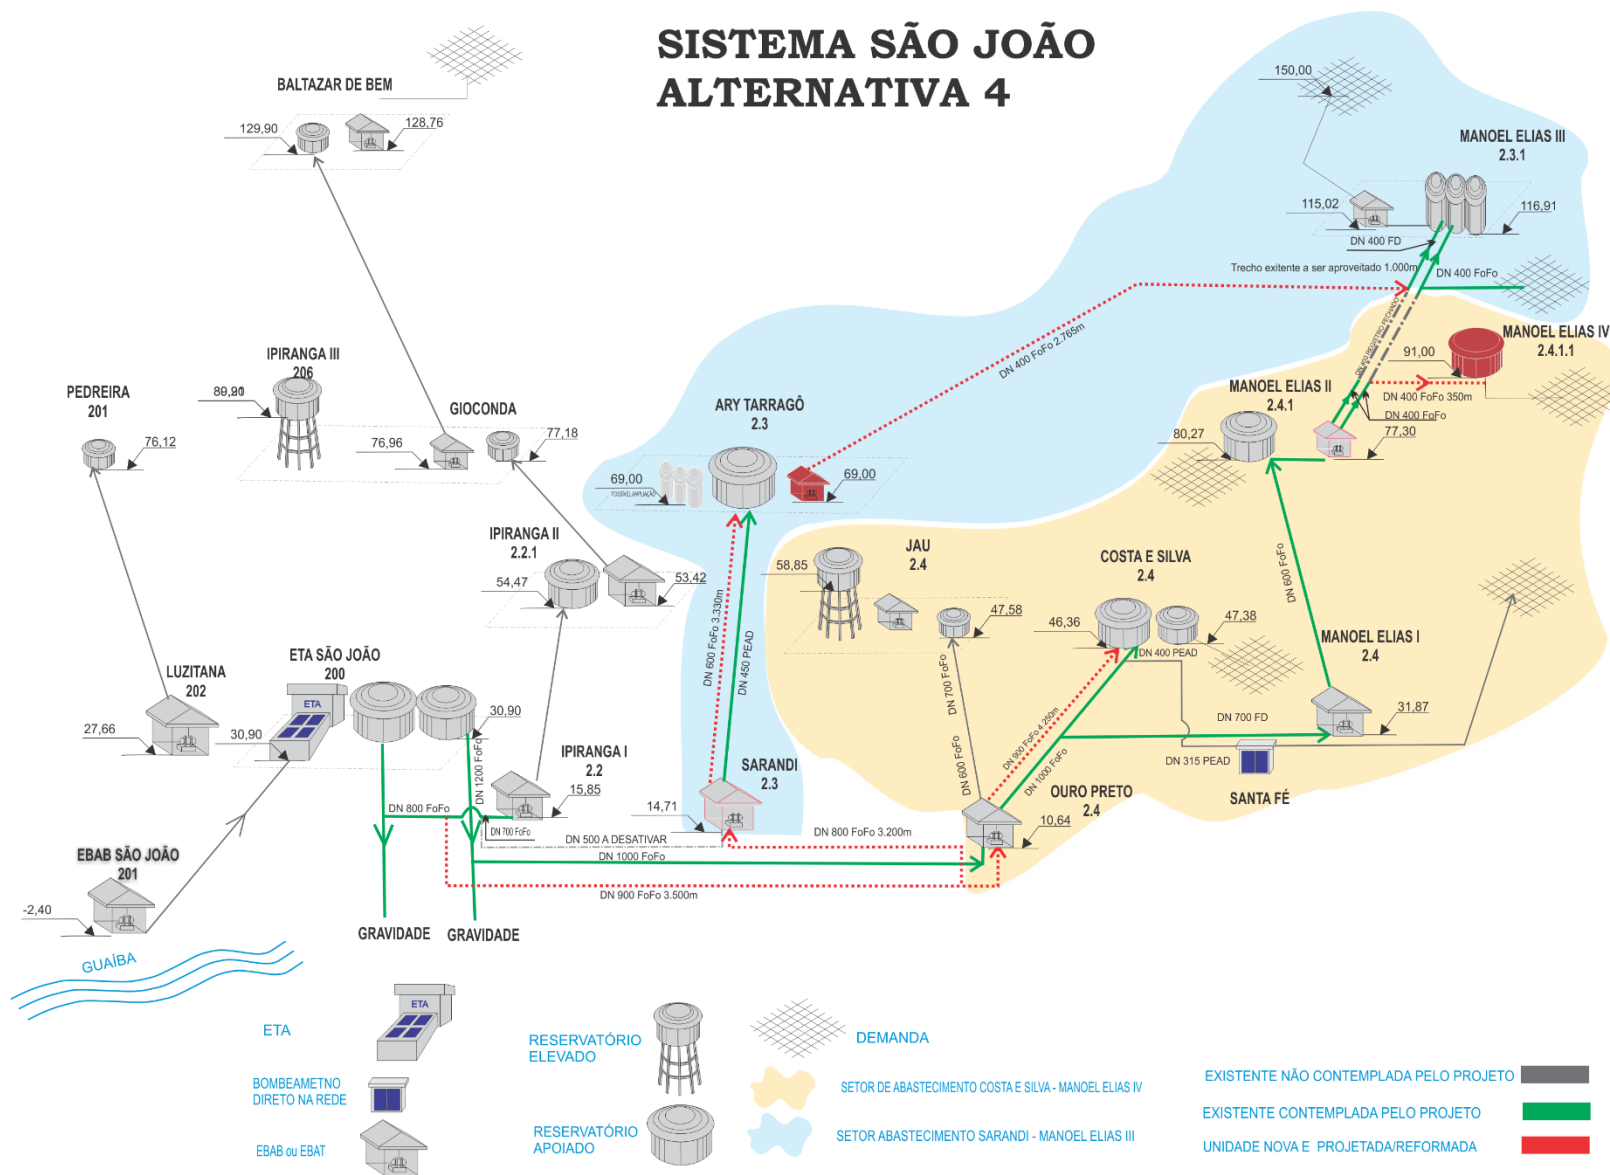 SISTEMA SÃO JOÃO
ALTERNATIVA 4
BALTAZAR DE BEM
129,90
128,76
150,00
MANOEL ELIAS III
2.3.1
115,02
116,91
DN 400 FD
Trecho exitente a ser aproveitado 1.000m
DN 400 FoFo
DN 400 REGISTRO FECHADO
DN 400 FoFo 2.765m
MANOEL ELIAS IV
2.4.1.1
91,00
DN 400 FoFo 350m
DN 400 FoFo
MANOEL ELIAS II
2.4.1
80,27
77,30
IPIRANGA III
206
PEDREIRA
201
76,12
GIOCONDA
76,96
77,18
ARY TARRAGÔ
2.3
69,00
POSSÍVEL AMPLIAÇÃO
69,00
IPIRANGA II
2.2.1
54,47
53,42
JAU
2.4
58,85
47,58
COSTA E SILVA
2.4
46,36
47,38
DN 400 PEAD
DN 600 FoFo
DN 600 FoFo 3.330m
DN 450 PEAD
DN 700 FoFo
DN 600 FoFo
DN 900 FoFo 4.250m
DN 1000 FoFo
MANOEL ELIAS I
2.4
31,87
DN 700 FD
DN 315 PEAD
SANTA FÉ
LUZITANA
202
27,66
ETA SÃO JOÃO
200
ETA
30,90
30,90
DN 1200 FoFo
IPIRANGA I
2.2
15,85
SARANDI
2.3
14,71
OURO PRETO
2.4
10,64
DN 800 FoFo
DN 700 FoFo
DN 500 A DESATIVAR
DN 800 FoFo 3.200m
DN 1000 FoFo
DN 900 FoFo 3.500m
EBAB SÃO JOÃO
201
-2,40
GRAVIDADE
GRAVIDADE
GUAÍBA
ETA
ETA
BOMBEAMETNO
DIRETO NA REDE
EBAB ou EBAT
RESERVATÓRIO
ELEVADO
RESERVATÓRIO
APOIADO
DEMANDA
SETOR DE ABASTECIMENTO COSTA E SILVA - MANOEL ELIAS IV
SETOR ABASTECIMENTO SARANDI - MANOEL ELIAS III
EXISTENTE NÃO CONTEMPLADA PELO PROJETO
EXISTENTE CONTEMPLADA PELO PROJETO
UNIDADE NOVA E PROJETADA/REFORMADA